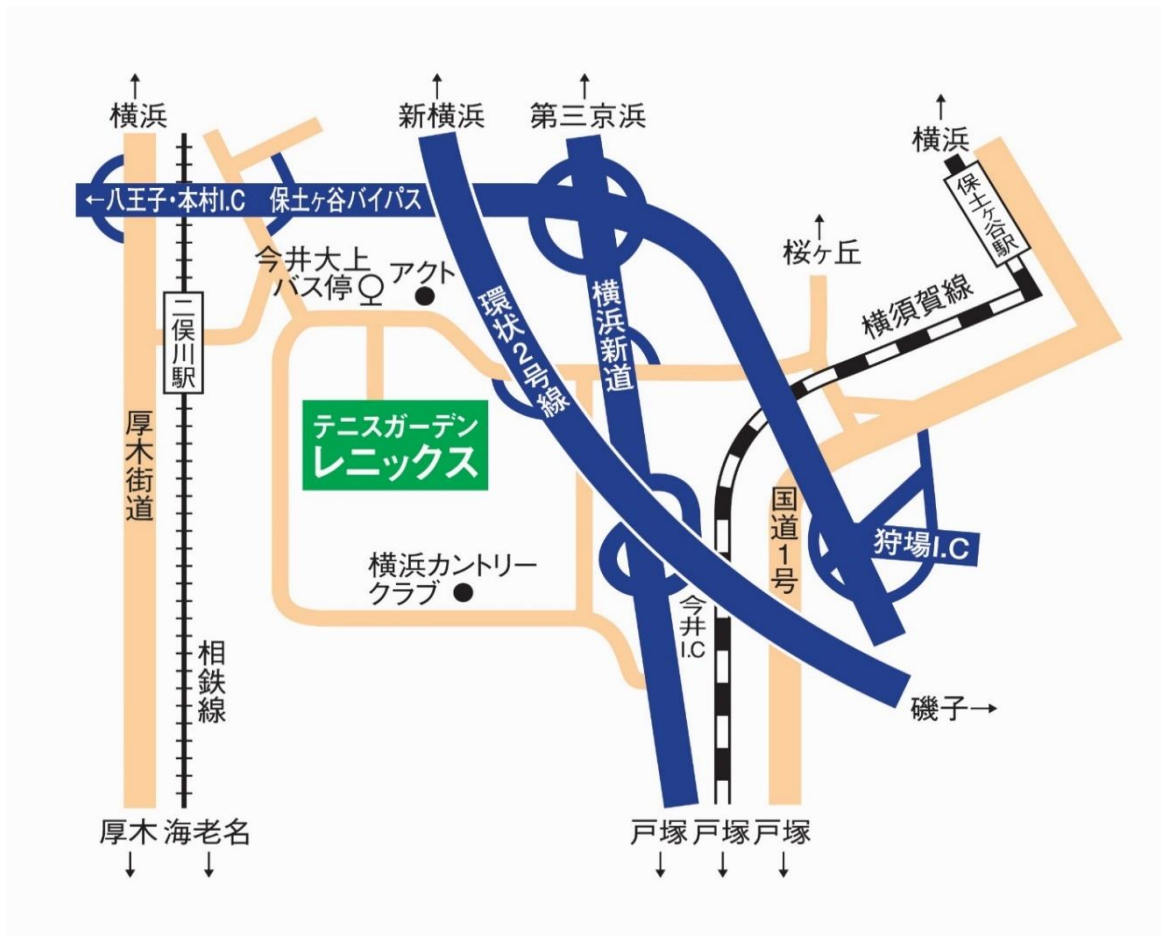 横浜
新横浜
第三京浜
横浜
←八王子・本村I.C 保土ヶ谷バイパス
保土ヶ谷駅
桜ヶ丘
今井大上
バス停
アクト
二俣川駅
環状2号線
横浜新道
横須賀線
厚木街道
テニスガーデン
レニックス
国道1号
狩場I.C
横浜カントリー
クラブ
今井I.C
相鉄線
磯子→
厚木
海老名
戸塚
戸塚
戸塚